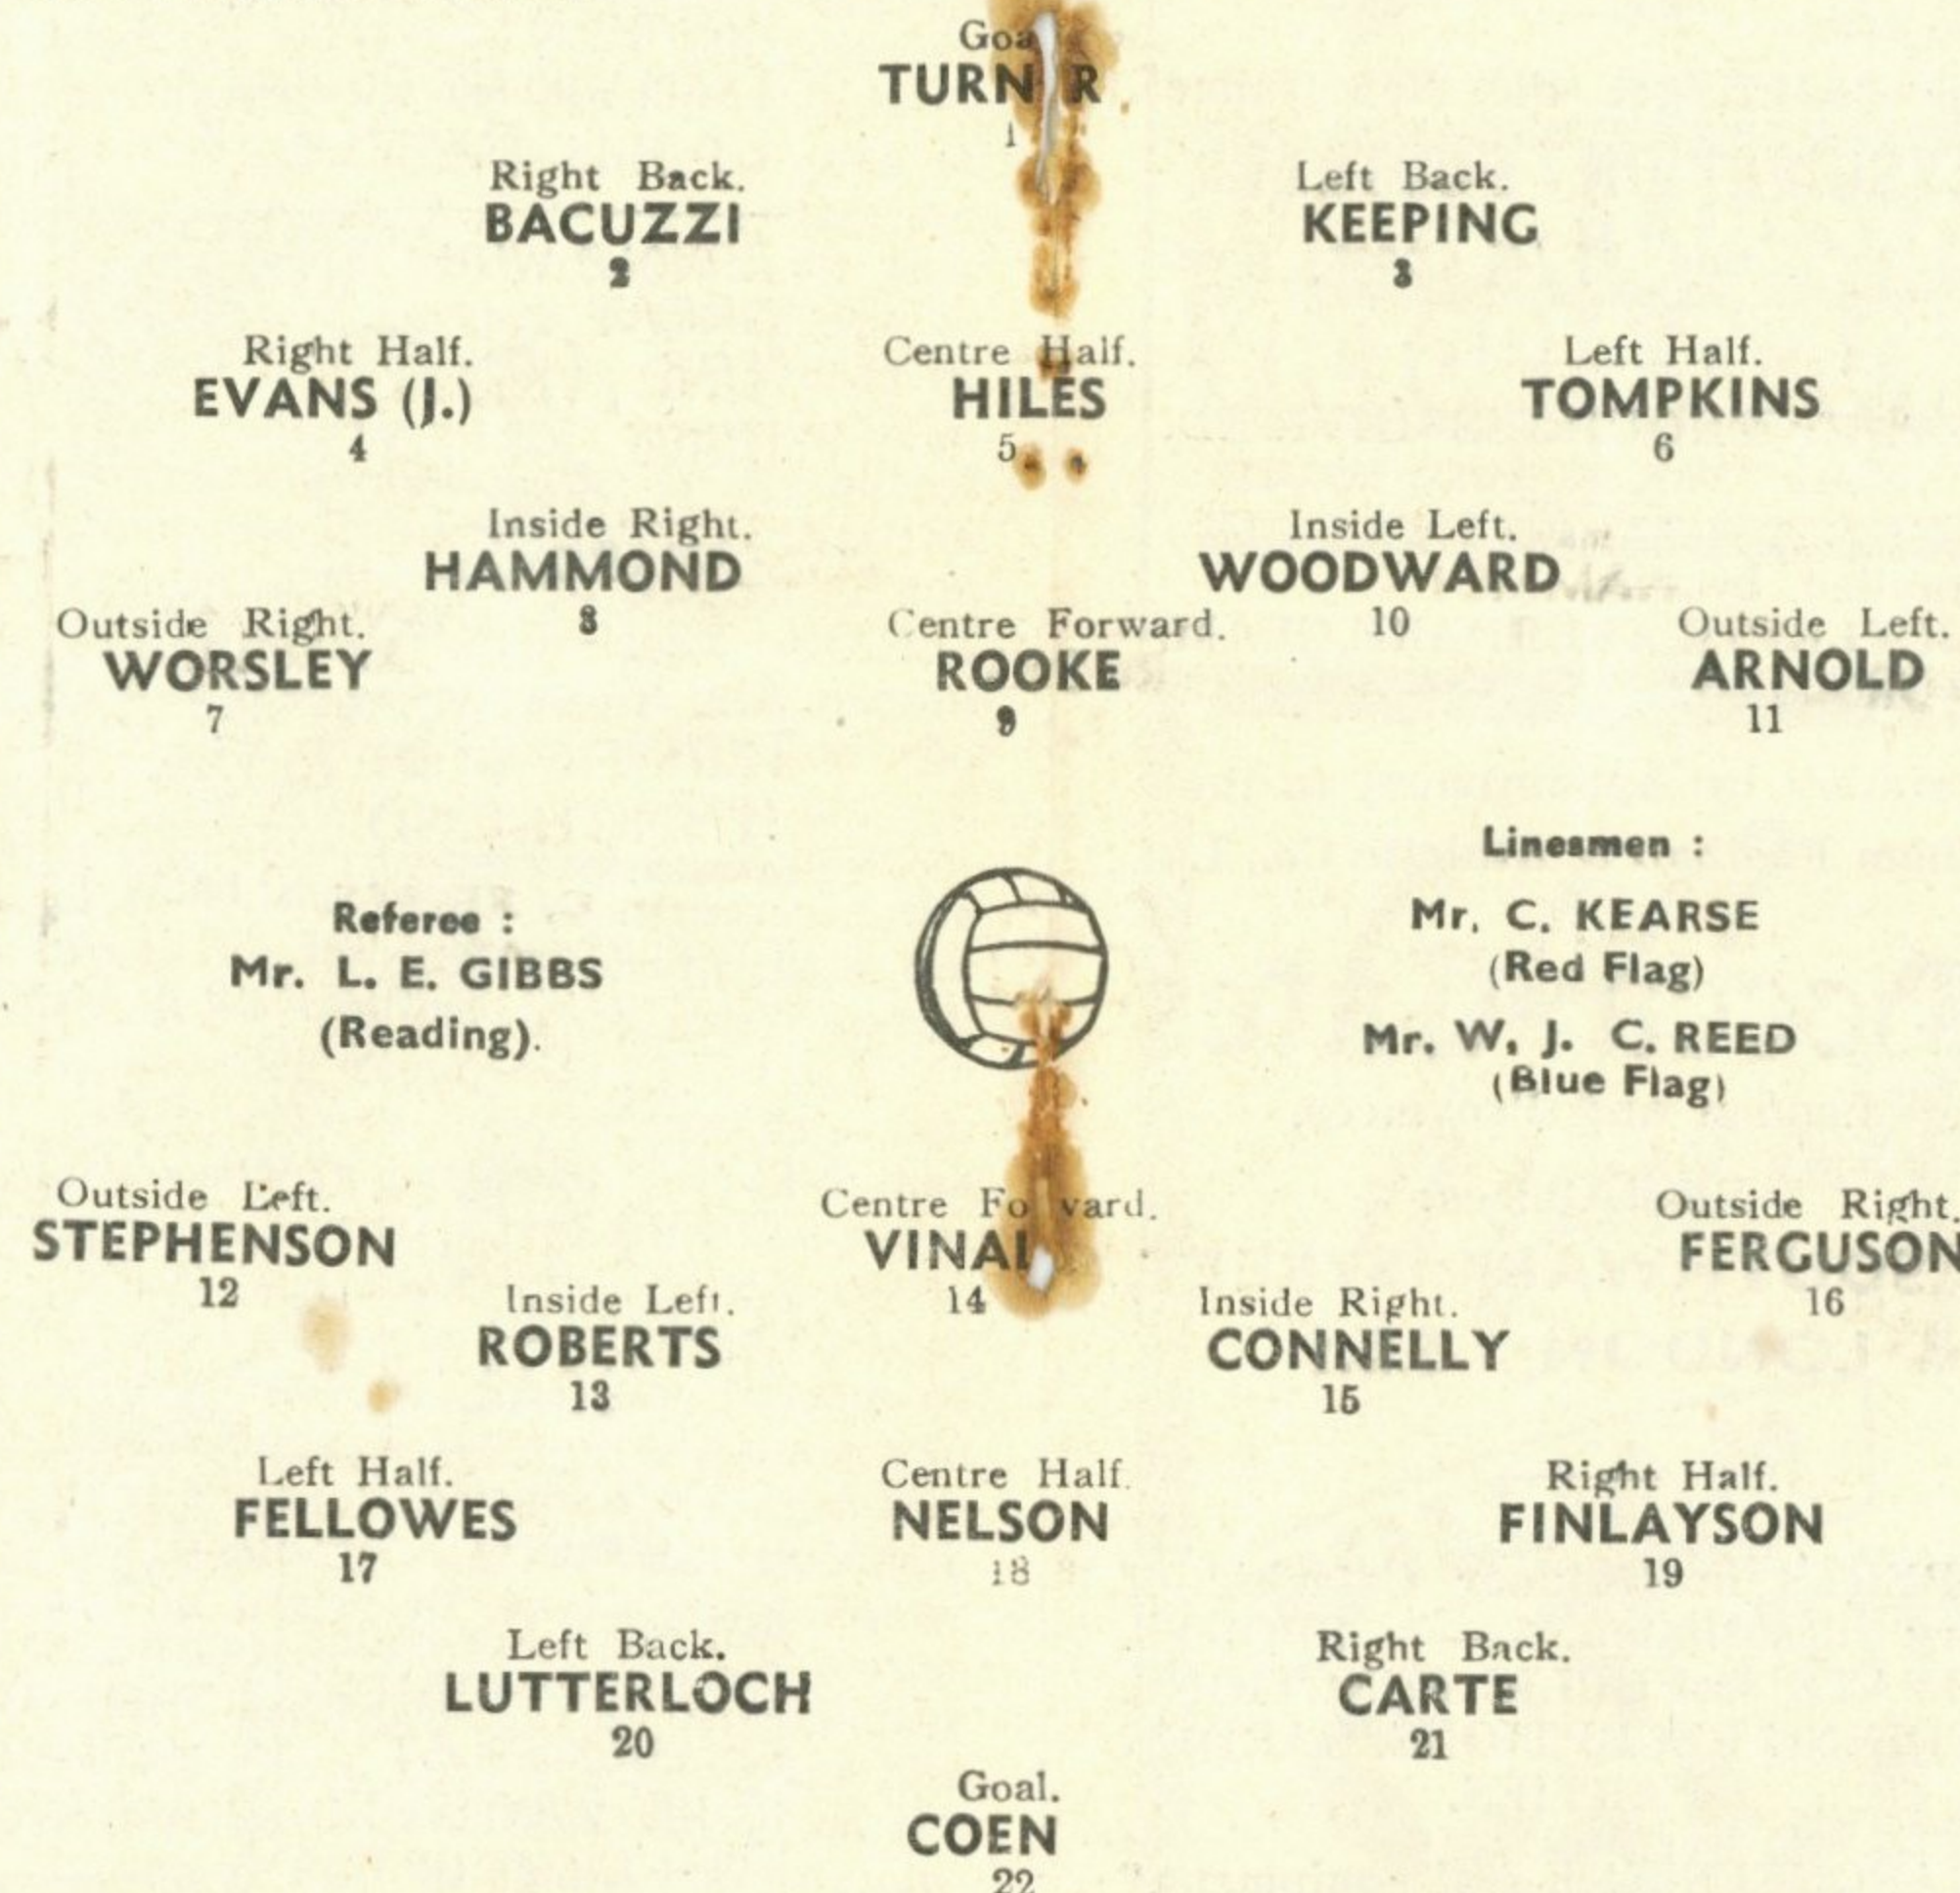 Goa
TURN R
1
Right Back. Left Back.
BACUZZI KEEPING
2 3
Right Half. Centre Half. Left Half.
EVANS (J.) HILES TOMPKINS
4 5 6
Inside Right. Inside Left.
HAMMOND WOODWARD
8 10
Outside Right. Centre Forward. Outside Left.
WORSLEY ROOKE ARNOLD
7 9 11
Linesmen :
Referee : Mr. C. KEARSE
Mr. L. E. GIBBS (Red Flag)
(Reading). Mr. W. J. C. REED
(Blue Flag)
Outside Left. Centre Fo ward. Outside Right.
STEPHENSON VINAL FERGUSON
12 14 16
Inside Left. Inside Right.
ROBERTS CONNELLY
13 15
Left Half. Centre Half. Right Half.
FELLOWES NELSON FINLAYSON
17 18 19
Left Back. Right Back.
LUTTERLOCH CARTE
20 21
Goal.
COEN
22